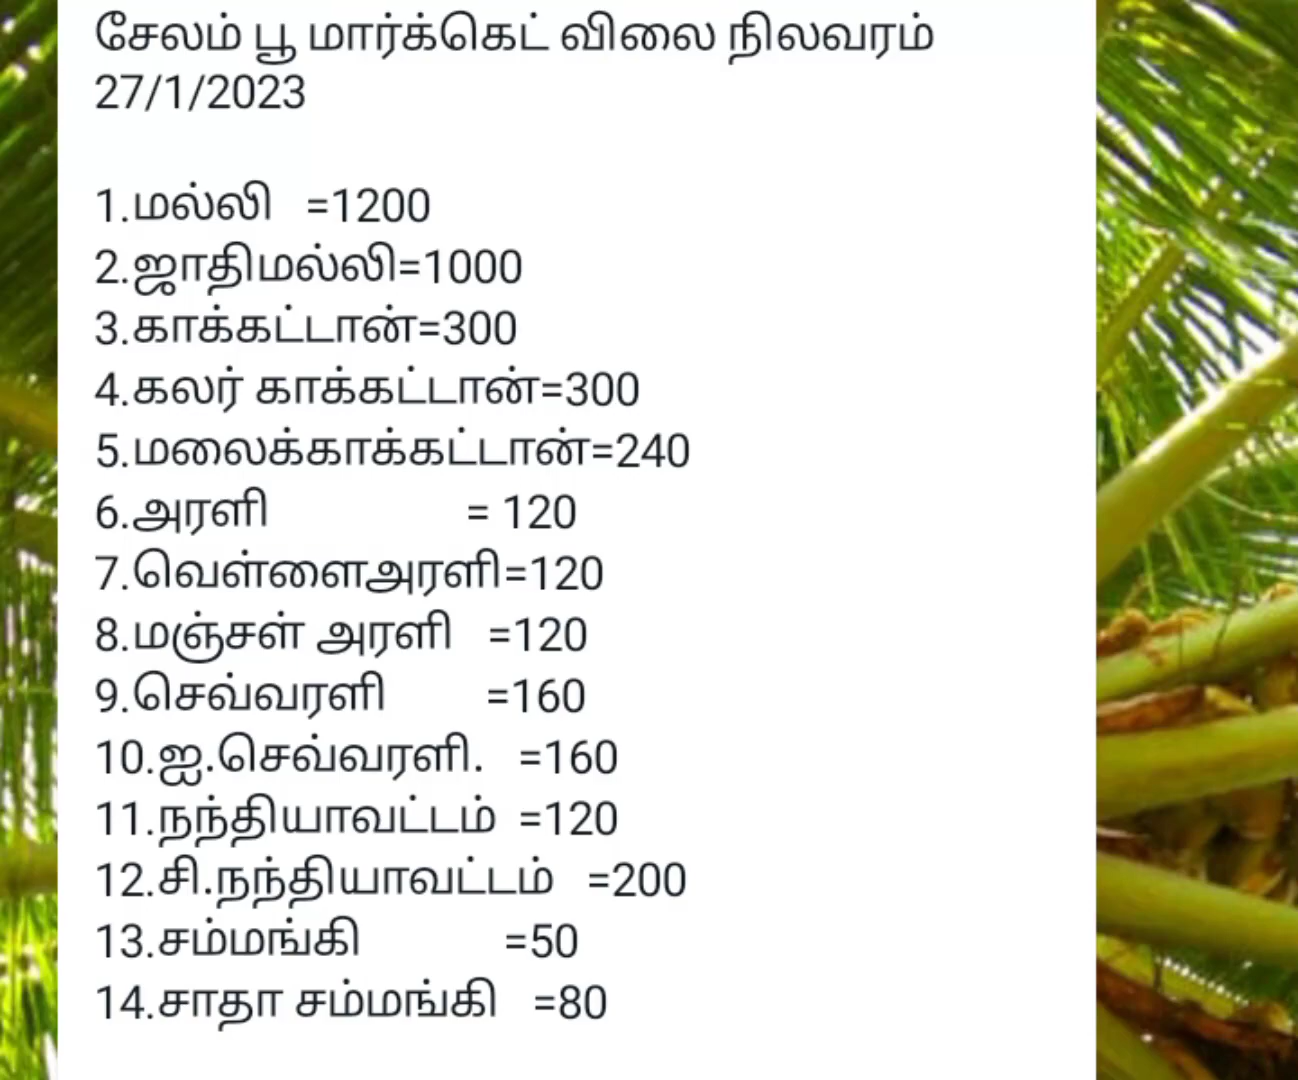 சேலம் பூ மார்க்கெட் விலை நிலவரம்
27/1/2023
1.மல்லி =1200
2.ஜாதிமல்லி=1000
3.காக்கட்டான்=300
4.கலர் காக்கட்டான்=300
5.மலைக்காக்கட்டான்=240
6.அரளி = 120
7.வெள்ளைஅரளி=120
8.மஞ்சள் அரளி =120
9.செவ்வரளி =160
10.ஐ.செவ்வரளி. =160
11.நந்தியாவட்டம் =120
12.சி.நந்தியாவட்டம் =200
13.சம்மங்கி =50
14.சாதா சம்மங்கி =80